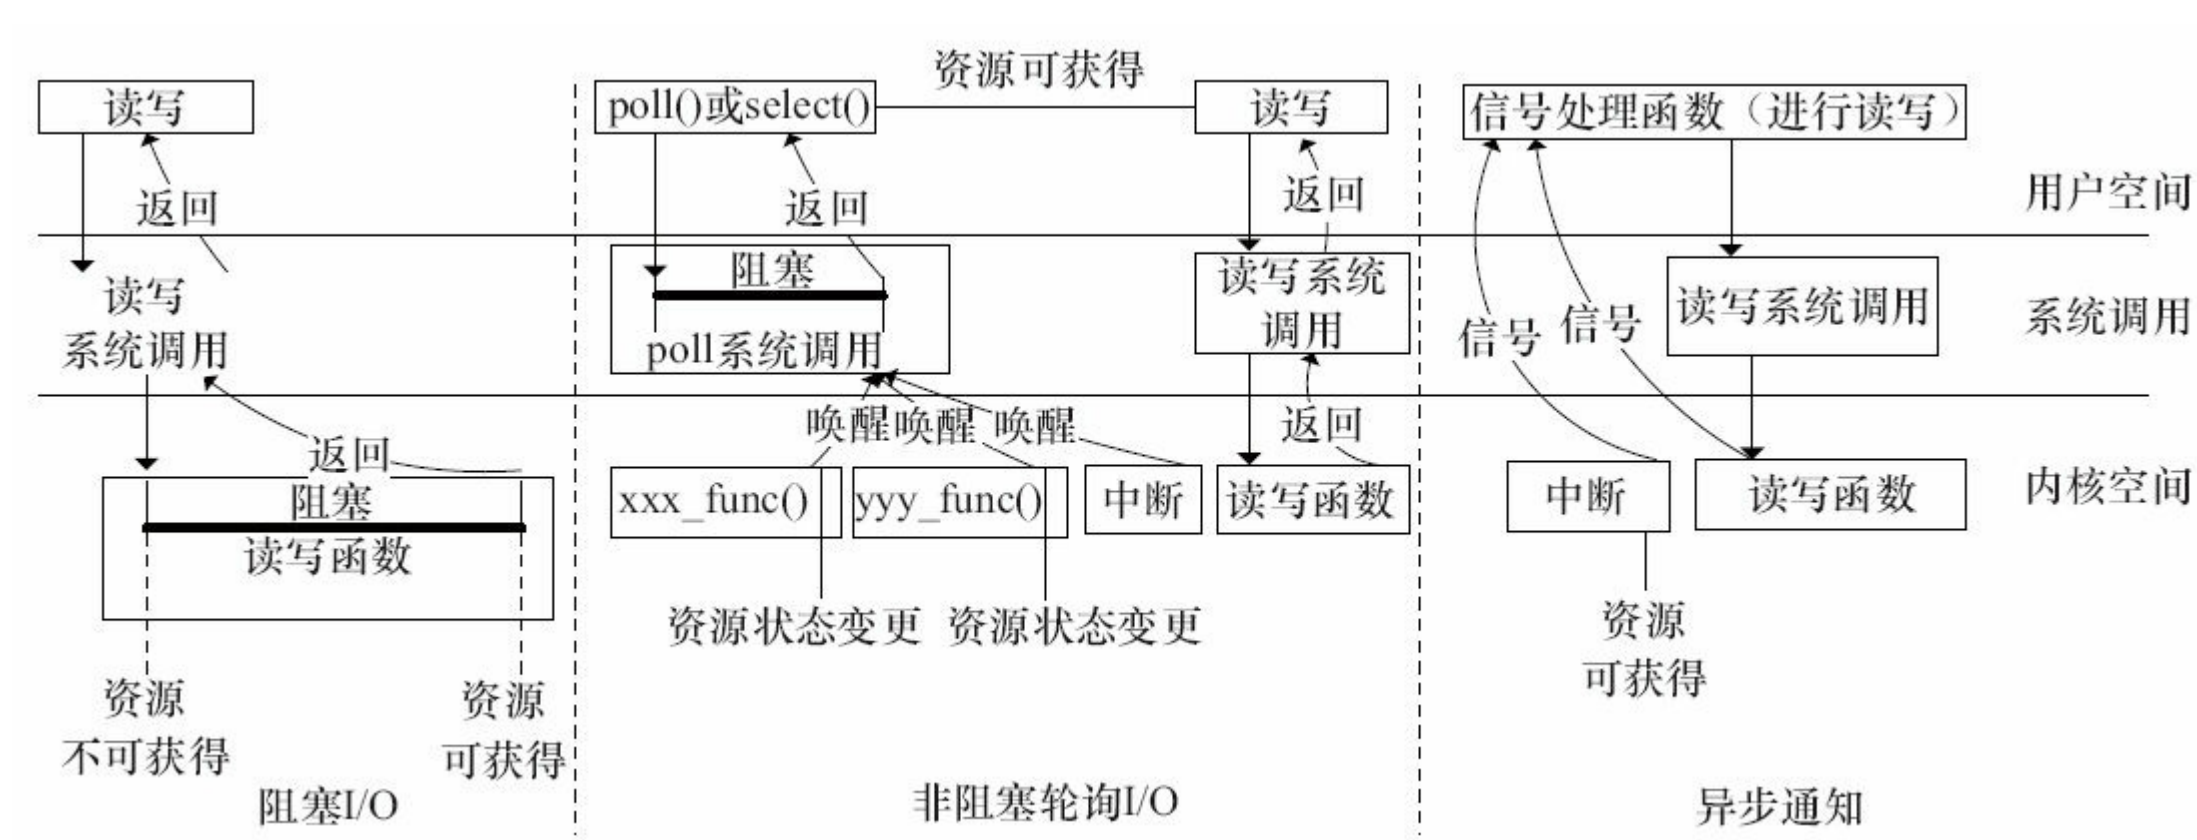 资源可获得
读写
poll()或select()
读写
信号处理函数（进行读写）
返回
返回
返回
用户空间
读写
系统调用
阻塞
poll系统调用
读写系统
调用
信号
信号
读写系统调用
系统调用
返回
唤醒
唤醒
唤醒
返回
阻塞
读写函数
xxx_func()
yyy_func()
中断
读写函数
中断
读写函数
内核空间
资源状态变更
资源状态变更
资源
可获得
资源
不可获得
资源
可获得
阻塞I/O
非阻塞轮询I/O
异步通知